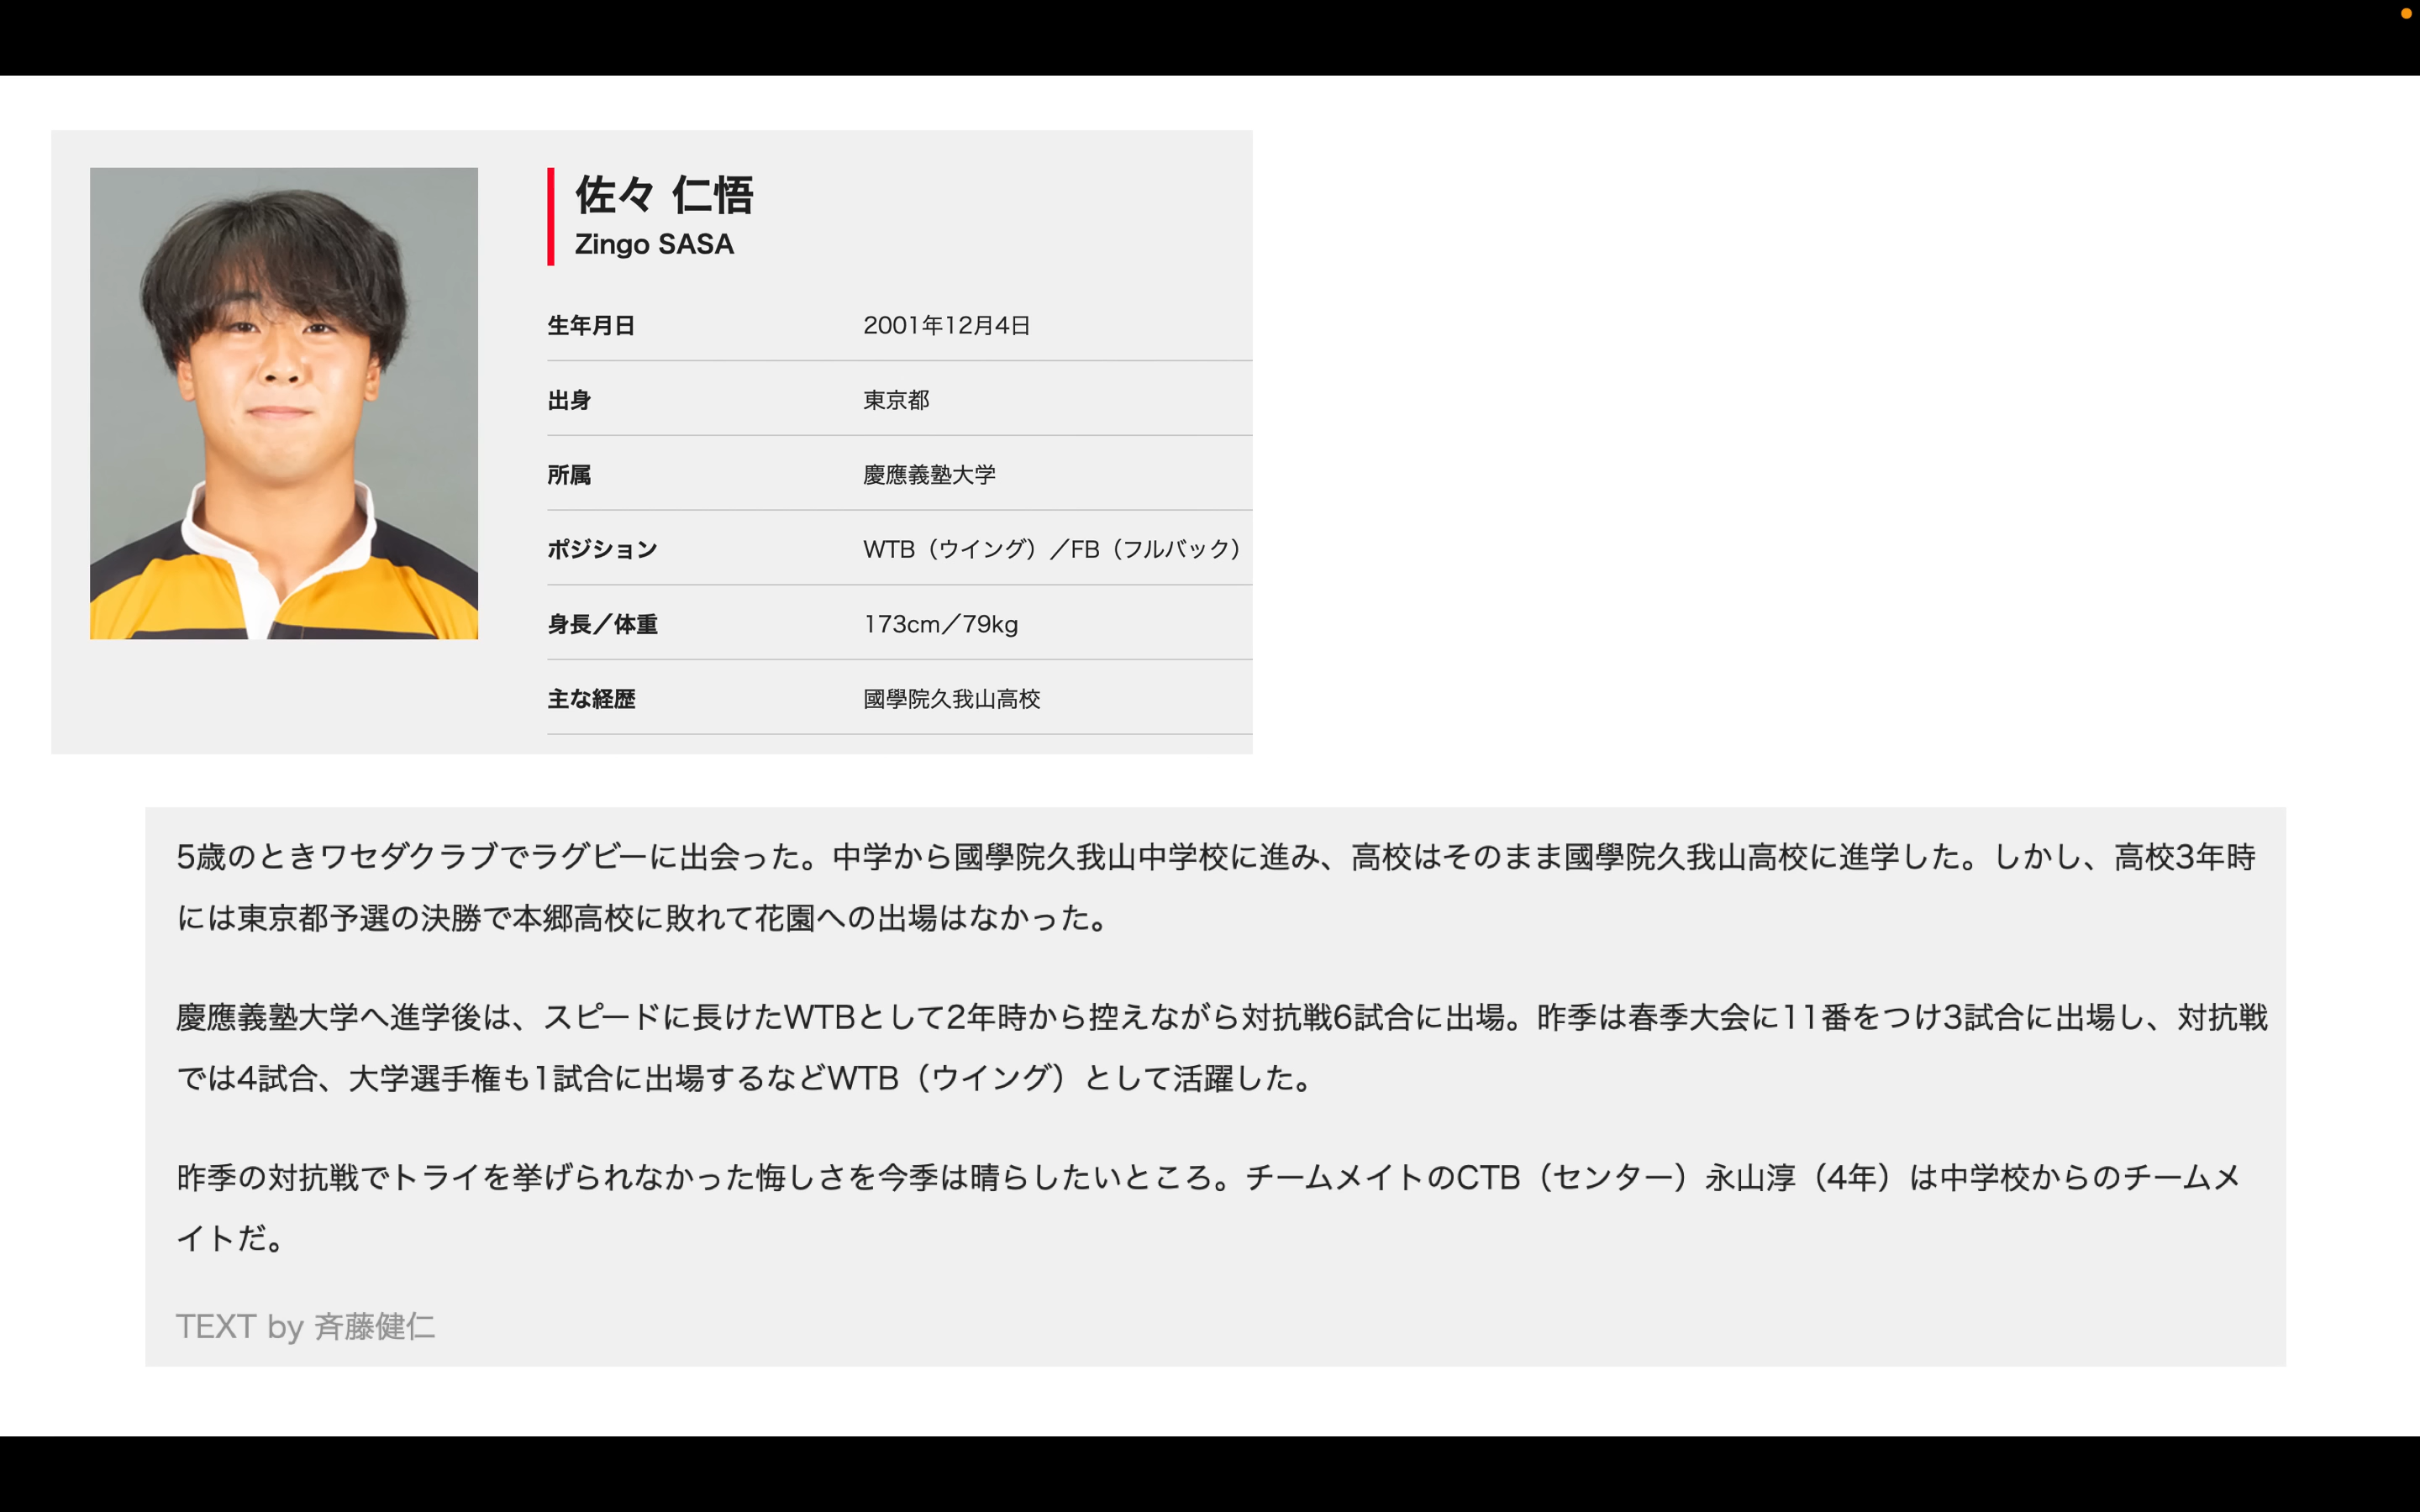 佐々 仁悟
Zingo SASA
生年月日 2001年12月4日
出身 東京都
所属 慶應義塾大学
ポジション WTB（ウイング）／FB（フルバック）
身長／体重 173cm／79kg
主な経歴 國學院久我山高校
5歳のときワセダクラブでラグビーに出会った。中学から國學院久我山中学校に進み、高校はそのまま國學院久我山高校に進学した。しかし、高校3年時
には東京都予選の決勝で本郷高校に敗れて花園への出場はなかった。
慶應義塾大学へ進学後は、スピードに長けたWTBとして2年時から控えながら対抗戦6試合に出場。昨季は春季大会に11番をつけ3試合に出場し、対抗戦
では4試合、大学選手権も1試合に出場するなどWTB（ウイング）として活躍した。
昨季の対抗戦でトライを挙げられなかった悔しさを今季は晴らしたいところ。チームメイトのCTB（センター）永山淳（4年）は中学校からのチームメ
イトだ。
TEXT by 斉藤健仁